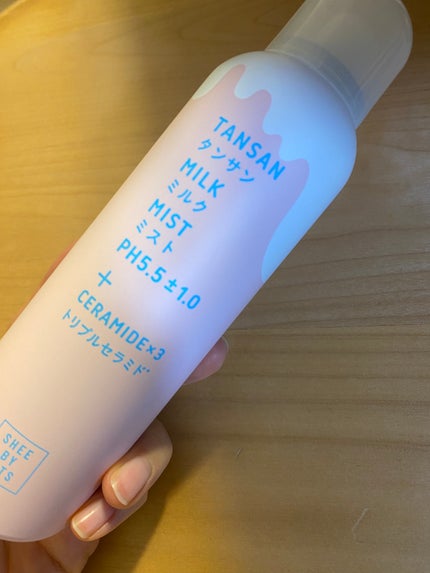 TANSAN
タンサン
MILK
ミルク
MIST
ミスト
PH5.5±1.0
+
CERAMIDE×3
トリプルセラミド
SHEE
BY
TS